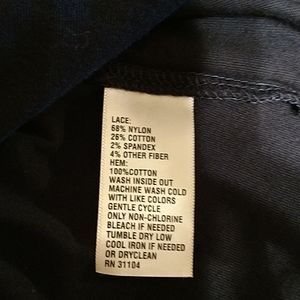 LACE:
68% NYLON
26% COTTON
2% SPANDEX
4% OTHER FIBER
HEM:
100%COTTON
WASH INSIDE OUT
MACHINE WASH COLD
WITH LIKE COLORS
GENTLE CYCLE
ONLY NON-CHLORINE
BLEACH IF NEEDED
TUMBLE DRY LOW
COOL IRON IF NEEDED
OR DRYCLEAN
RN 31104